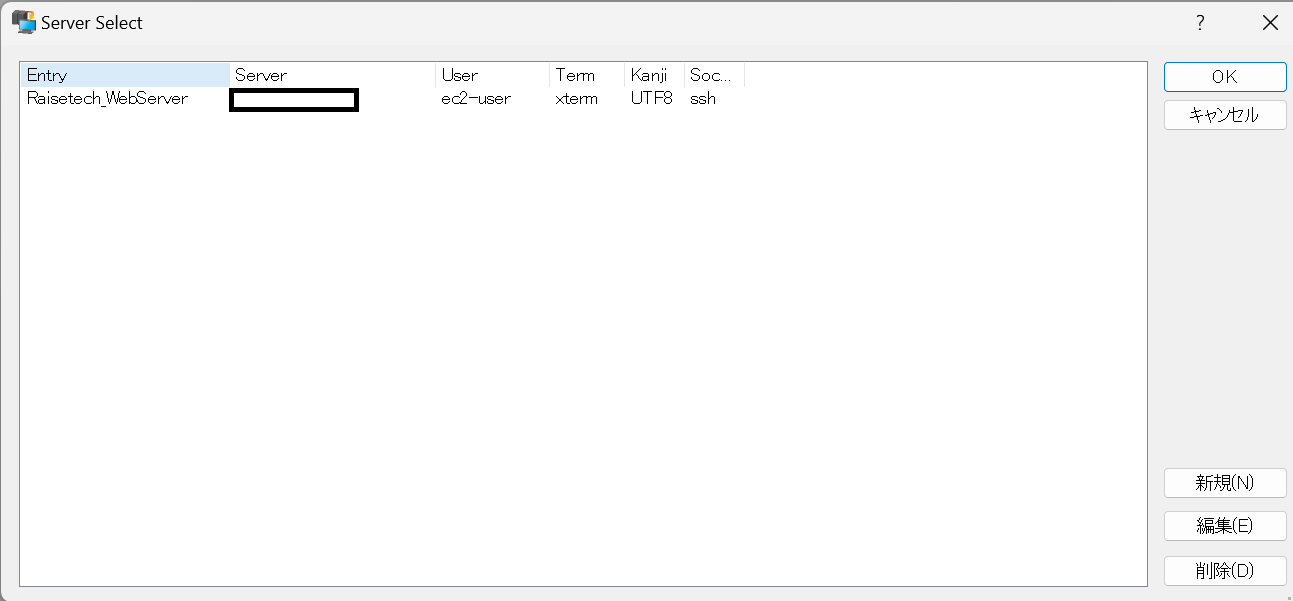 Server Select
Entry Server User Term Kanji Soc...
Raisetech_WebServer ec2-user xterm UTF8 ssh
OK
キャンセル
新規(N)
編集(E)
削除(D)